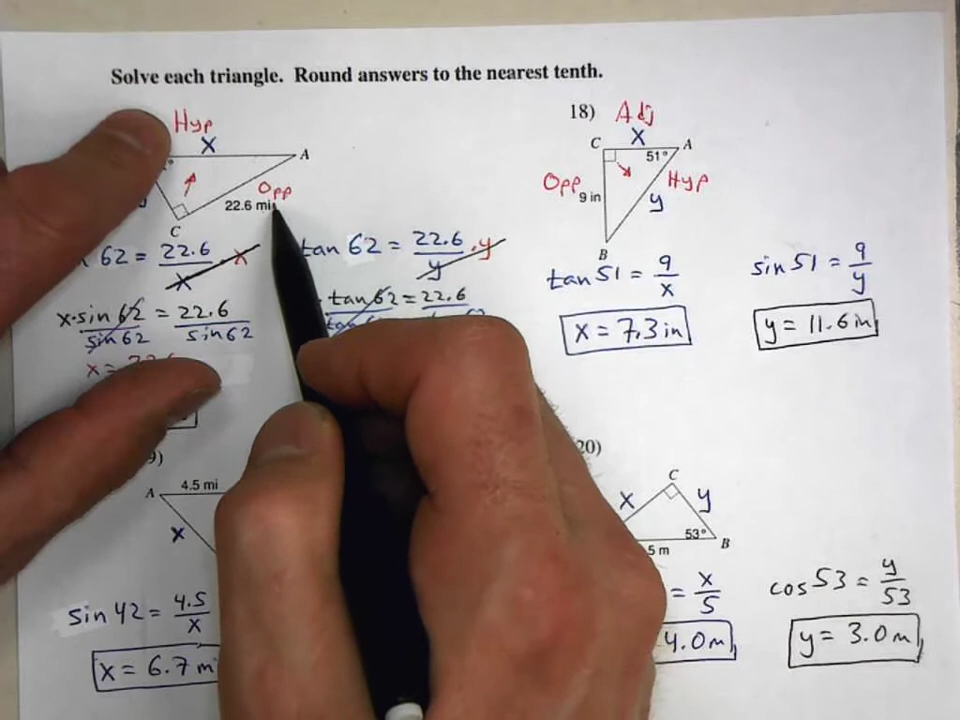 Solve each triangle. Round answers to the nearest tenth.
Hyp
x
A
Opp
22.6 mi
C
62 = 22.6 / x · x
x · sin 62 / sin 62 = 22.6 / sin 62
x =
tan 62 = 22.6 / y · y
tan 62 = 22.6
18)
Adj
C
x
A
51°
Opp
9 in
Hyp
y
B
tan 51 = 9 / x
x = 7.3 in
sin 51 = 9 / y
y = 11.6 in
9)
A
4.5 mi
x
sin 42 = 4.5 / x
x = 6.7 m
20)
C
x
y
53°
B
5 m
= x / 5
4.0 m
cos 53 = y / 53
y = 3.0 m